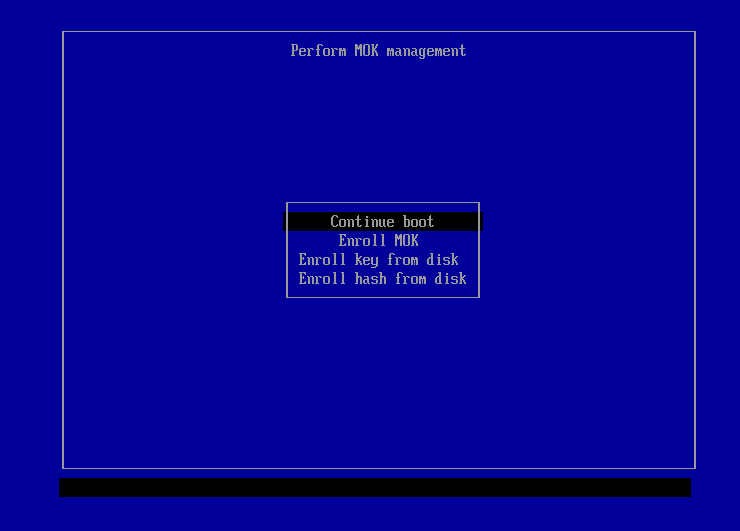 Perform MOK management
Continue boot
Enroll MOK
Enroll key from disk
Enroll hash from disk